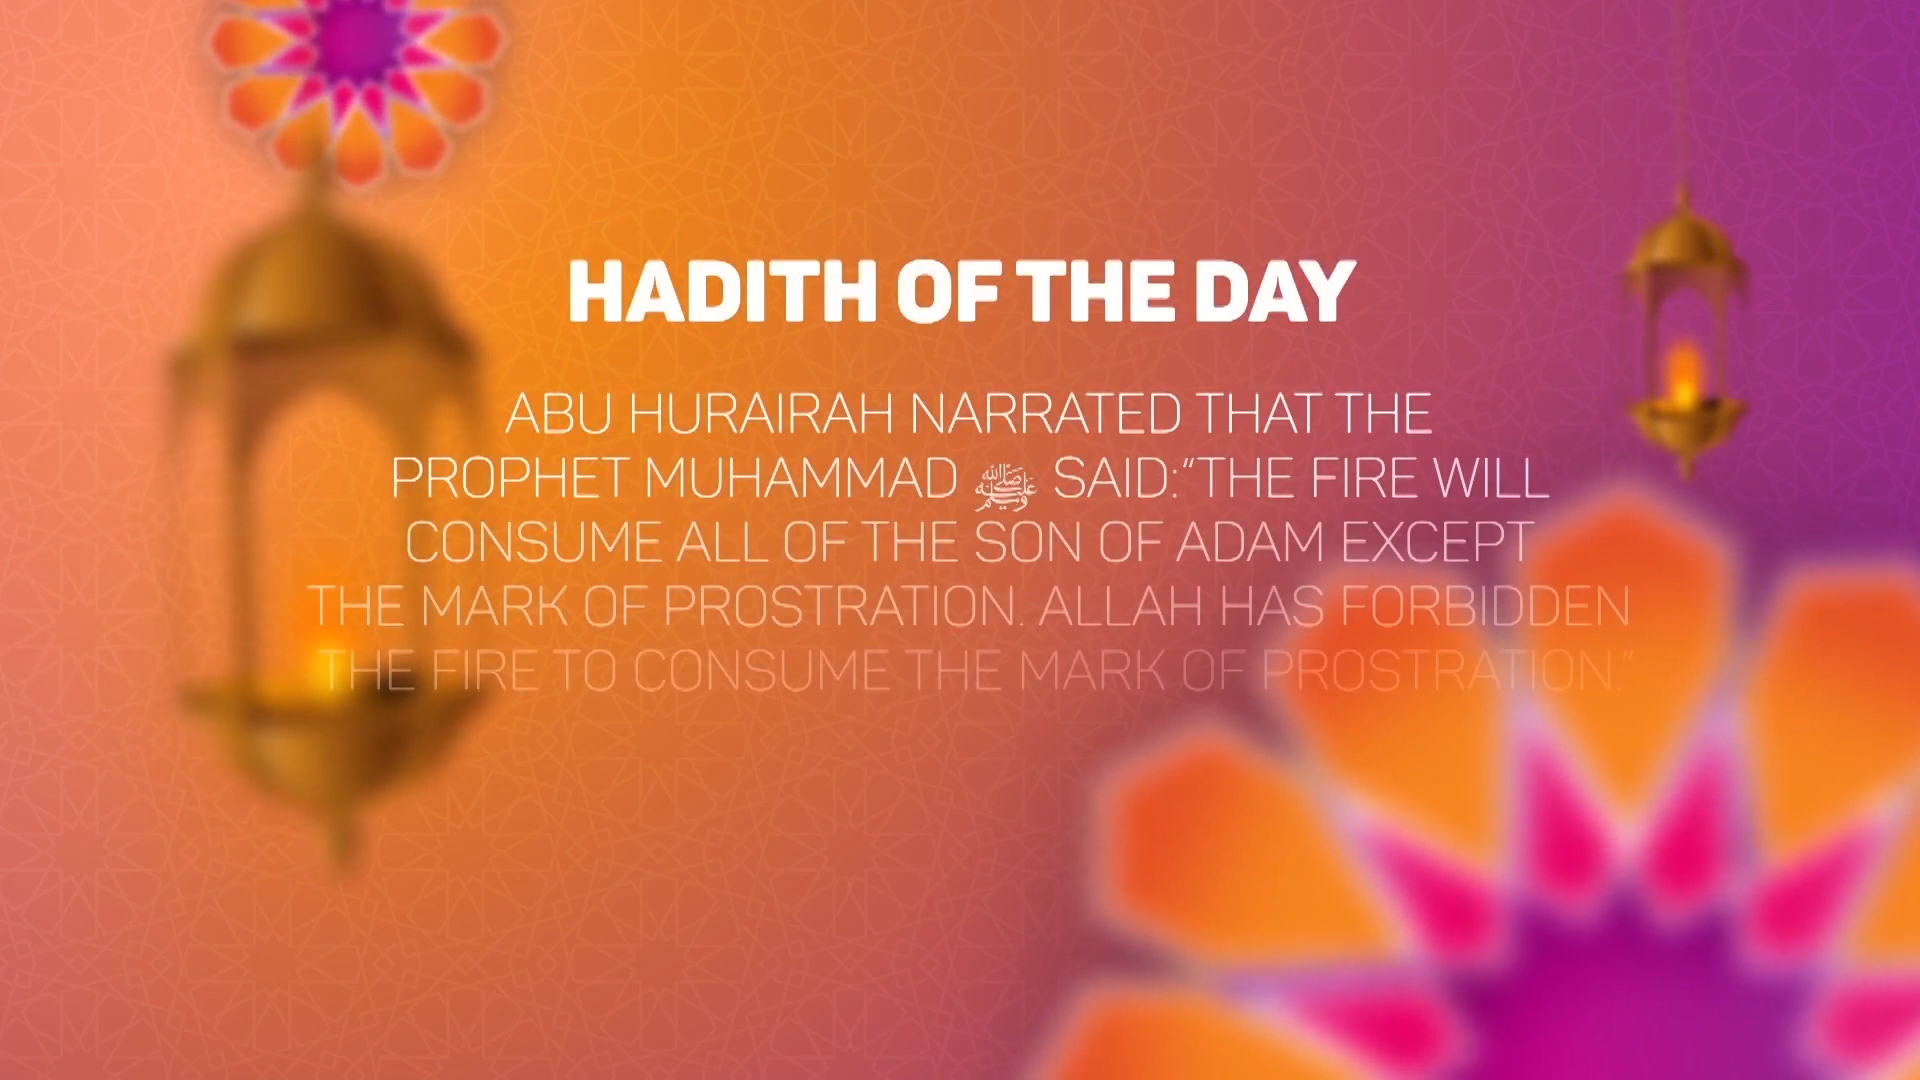 HADITH OF THE DAY
ABU HURAIRAH NARRATED THAT THE
PROPHET MUHAMMAD ﷺ SAID:“THE FIRE WILL
CONSUME ALL OF THE SON OF ADAM EXCEPT
THE MARK OF PROSTRATION. ALLAH HAS FORBIDDEN
THE FIRE TO CONSUME THE MARK OF PROSTRATION.”